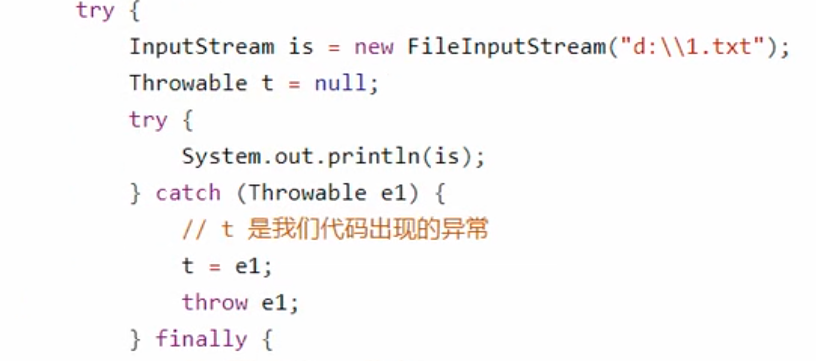 try {
InputStream is = new FileInputStream("d:\\1.txt");
Throwable t = null;
try {
System.out.println(is);
} catch (Throwable e1) {
// t 是我们代码出现的异常
t = e1;
throw e1;
} finally {